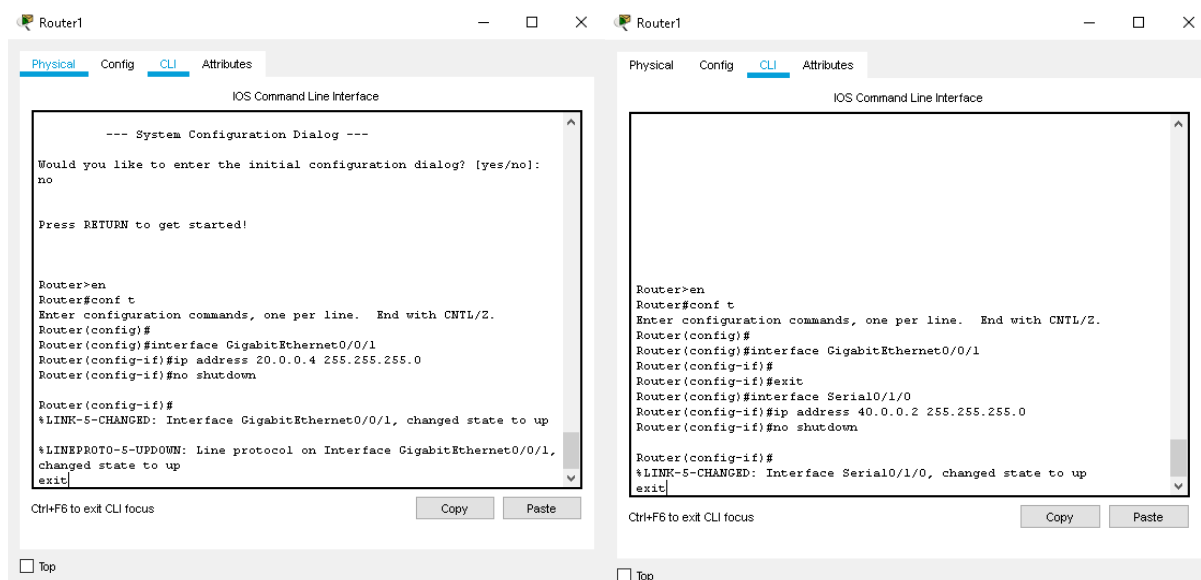 Router1
Physical Config CLI Attributes
IOS Command Line Interface
--- System Configuration Dialog ---
Would you like to enter the initial configuration dialog? [yes/no]:
no
Press RETURN to get started!
Router>en
Router#conf t
Enter configuration commands, one per line.  End with CNTL/Z.
Router(config)#
Router(config)#interface GigabitEthernet0/0/1
Router(config-if)#ip address 20.0.0.4 255.255.255.0
Router(config-if)#no shutdown
Router(config-if)#
%LINK-5-CHANGED: Interface GigabitEthernet0/0/1, changed state to up
%LINEPROTO-5-UPDOWN: Line protocol on Interface GigabitEthernet0/0/1,
changed state to up
exit
Ctrl+F6 to exit CLI focus
Copy Paste
Top
Router1
Physical Config CLI Attributes
IOS Command Line Interface
Router>en
Router#conf t
Enter configuration commands, one per line.  End with CNTL/Z.
Router(config)#
Router(config)#interface GigabitEthernet0/0/1
Router(config-if)#
Router(config-if)#exit
Router(config)#interface Serial0/1/0
Router(config-if)#ip address 40.0.0.2 255.255.255.0
Router(config-if)#no shutdown
Router(config-if)#
%LINK-5-CHANGED: Interface Serial0/1/0, changed state to up
exit
Ctrl+F6 to exit CLI focus
Copy Paste
Top